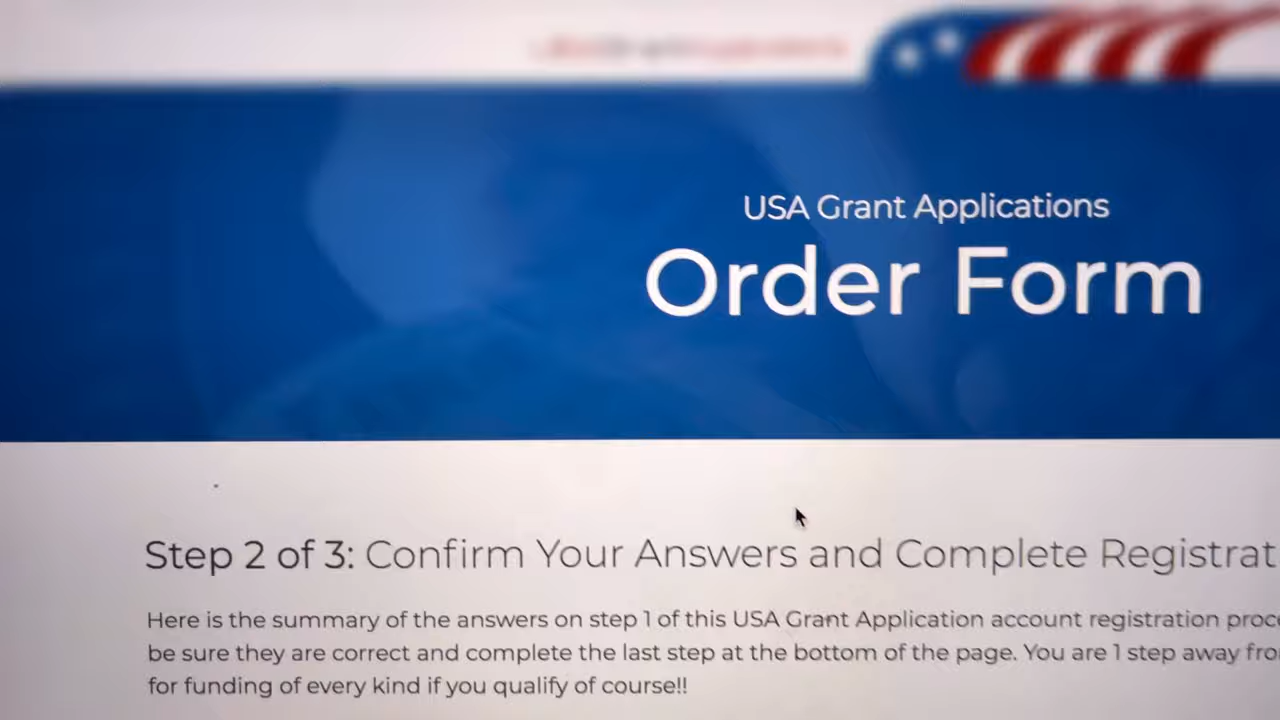 USA Grant Applications
Order Form
Step 2 of 3: Confirm Your Answers and Complete Registrat
Here is the summary of the answers on step 1 of this USA Grant Application account registration proc
be sure they are correct and complete the last step at the bottom of the page. You are 1 step away fro
for funding of every kind if you qualify of course!!